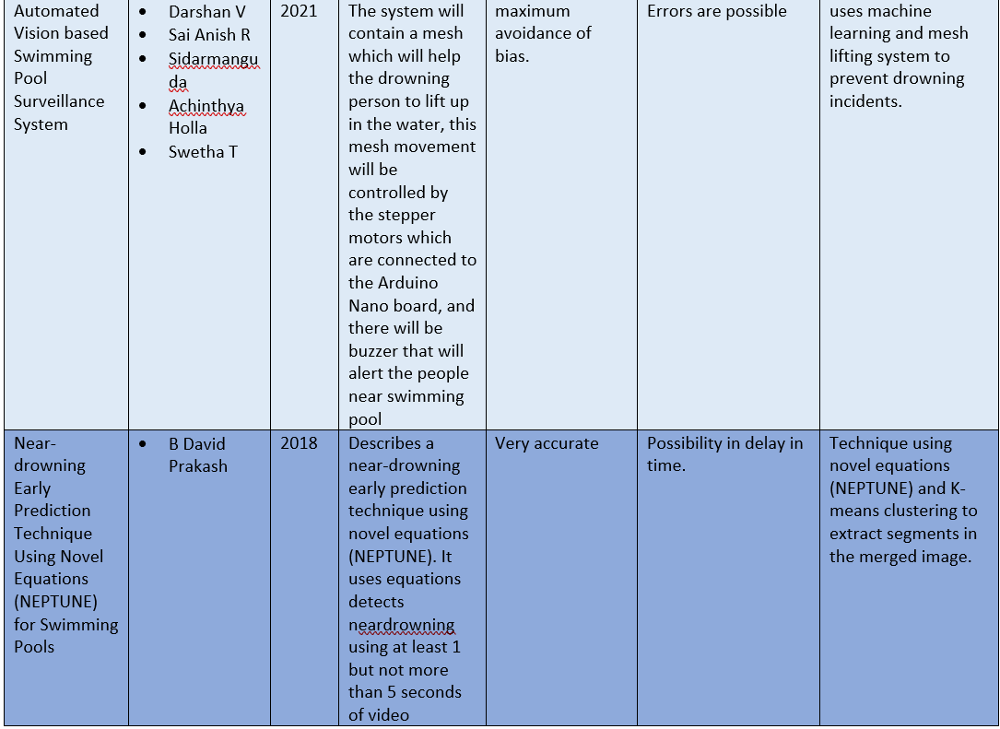 Automated
Vision based
Swimming
Pool
Surveillance
System
• Darshan V
• Sai Anish R
• Sidarmangu
da
• Achinthya
Holla
• Swetha T
2021
The system will
contain a mesh
which will help
the drowning
person to lift up
in the water, this
mesh movement
will be
controlled by
the stepper
motors which
are connected to
the Arduino
Nano board, and
there will be
buzzer that will
alert the people
near swimming
pool
maximum
avoidance of
bias.
Errors are possible
uses machine
learning and mesh
lifting system to
prevent drowning
incidents.
Near-
drowning
Early
Prediction
Technique
Using Novel
Equations
(NEPTUNE)
for Swimming
Pools
• B David
Prakash
2018
Describes a
near-drowning
early prediction
technique using
novel equations
(NEPTUNE). It
uses equations
detects
neardrowning
using at least 1
but not more
than 5 seconds
of video
Very accurate
Possibility in delay in
time.
Technique using
novel equations
(NEPTUNE) and K-
means clustering to
extract segments in
the merged image.